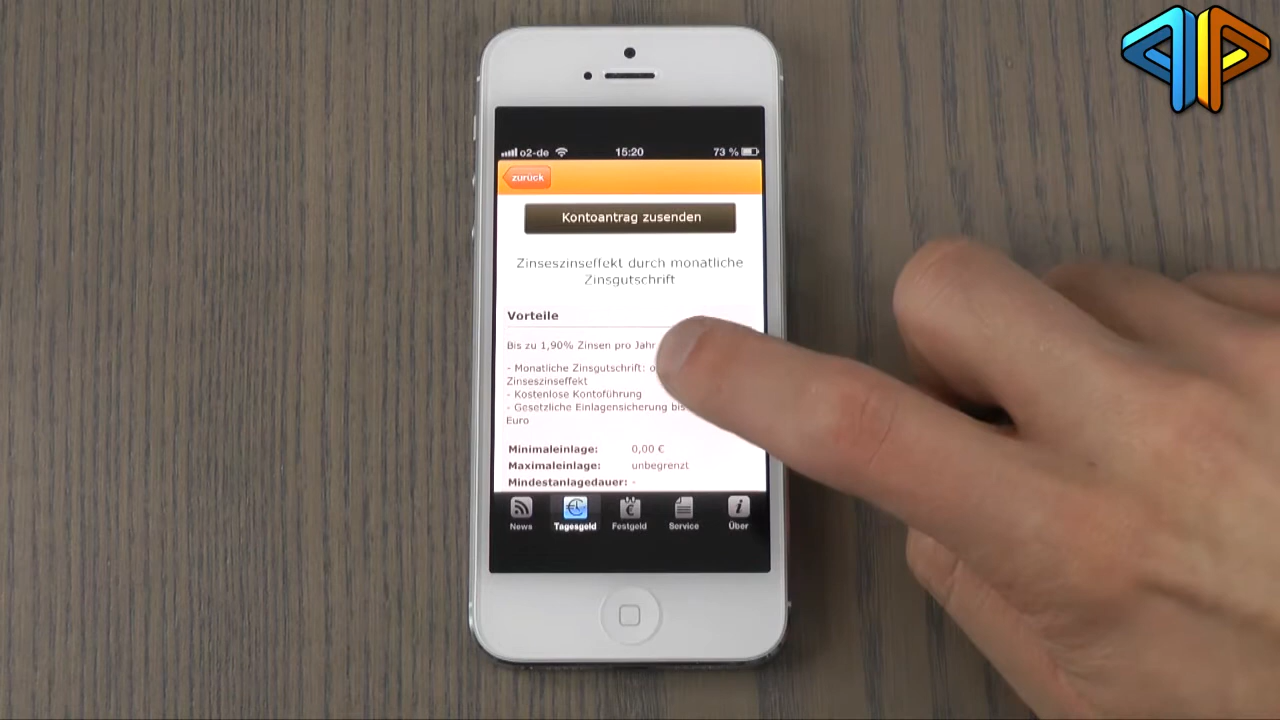 o2-de 15:20 73 %
zurück
Kontoantrag zusenden
Zinseszinseffekt durch monatliche
Zinsgutschrift
Vorteile
Bis zu 1,90% Zinsen pro Jahr
- Monatliche Zinsgutschrift:
Zinseszinseffekt
- Kostenlose Kontoführung
- Gesetzliche Einlagensicherung bis
Euro
Minimaleinlage: 0,00 €
Maximaleinlage: unbegrenzt
Mindestanlagedauer: -
News Tagesgeld Festgeld Service Über